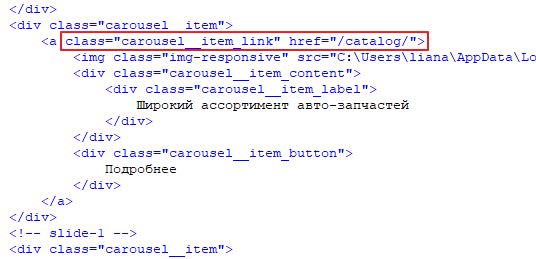 </div>
<div class="carousel__item">
<a class="carousel__item_link" href="/catalog/">
<img class="img-responsive" src="C:\Users\liana\AppData\Lo
<div class="carousel__item_content">
<div class="carousel__item_label">
Широкий ассортимент авто-запчастей
</div>
</div>
<div class="carousel__item_button">
Подробнее
</div>
</a>
</div>
<!-- slide-1 -->
<div class="carousel__item">